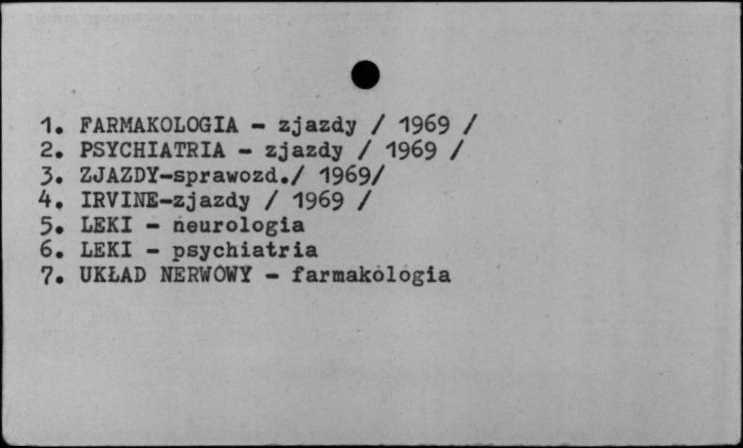 1. FARMAKOLOGIA - zjazdy / 1969 /
2. PSYCHIATRIA - zjazdy / 1969 /
3. ZJAZDY-sprawozd./ 1969/
4. IRVINE-zjazdy / 1969 /
5. LEKI - neurologia
6. LEKI - psychiatria
7. UKŁAD NERWOWY - farmakologia